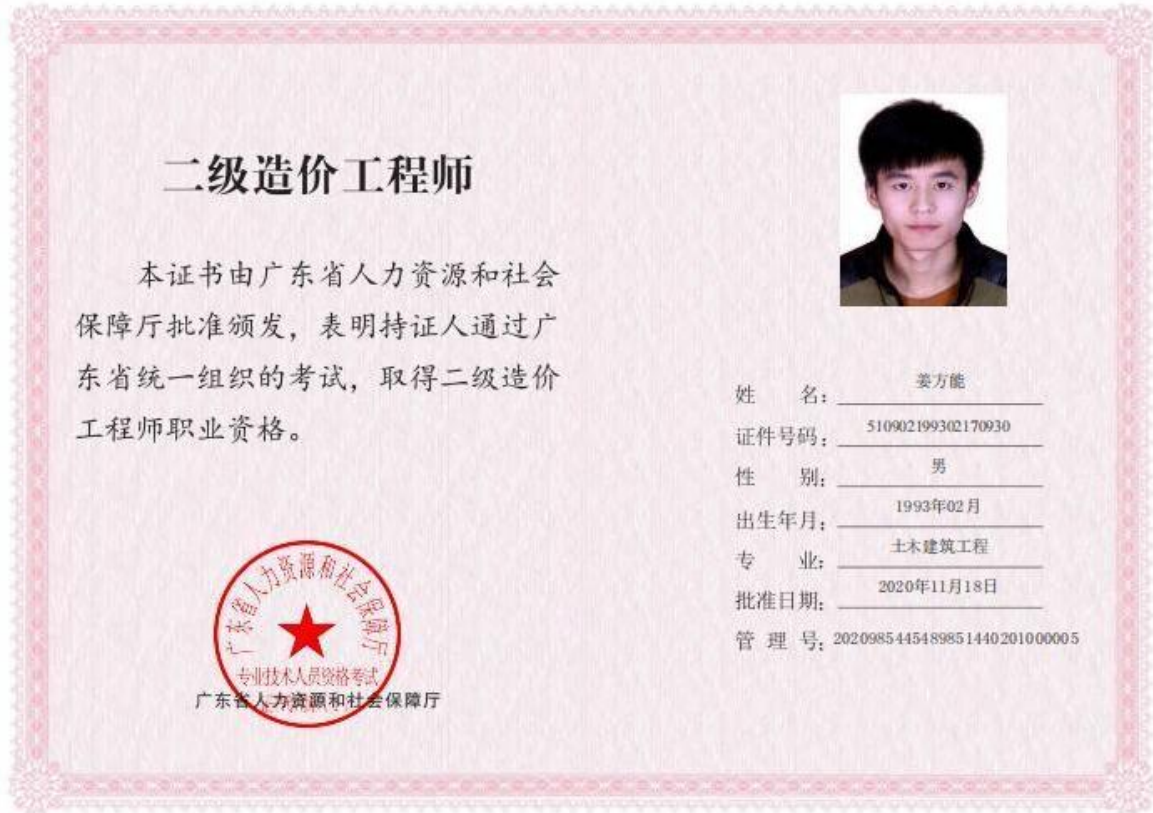 二级造价工程师
本证书由广东省人力资源和社会
保障厅批准颁发，表明持证人通过广
东省统一组织的考试，取得二级造价
工程师职业资格。
姓 名：姜方能
证件号码：510902199302170930
性 别：男
出生年月：1993年02月
专 业：土木建筑工程
批准日期：2020年11月18日
管 理 号：20209854454898514402010000​05
广东省人力资源和社会保障厅
专业技术人员资格考试
广东省人力资源和社会保障厅